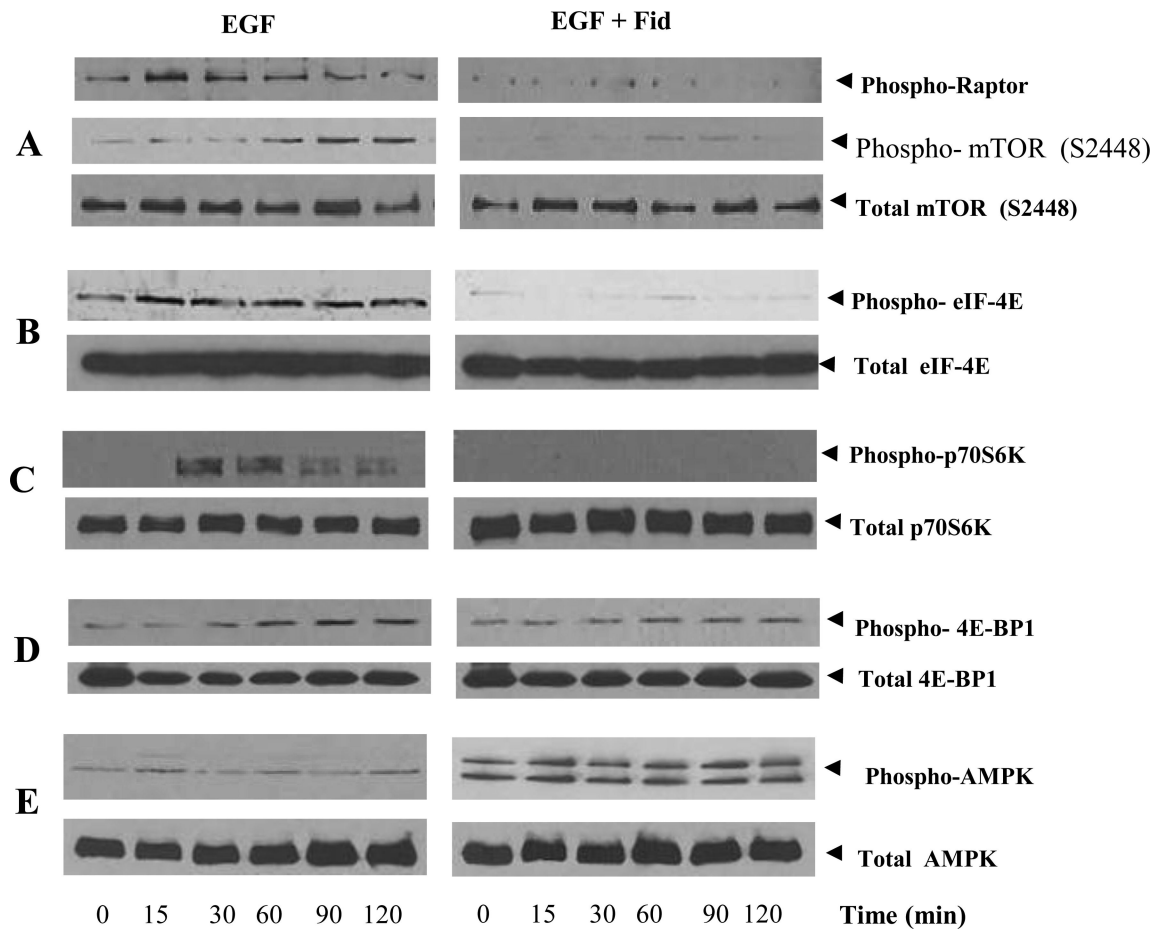 EGF EGF + Fid
Phospho-Raptor
A
Phospho- mTOR (S2448)
Total mTOR (S2448)
Phospho- eIF-4E
B
Total eIF-4E
Phospho-p70S6K
C
Total p70S6K
Phospho- 4E-BP1
D
Total 4E-BP1
Phospho-AMPK
E
Total AMPK
0 15 30 60 90 120 0 15 30 60 90 120 Time (min)